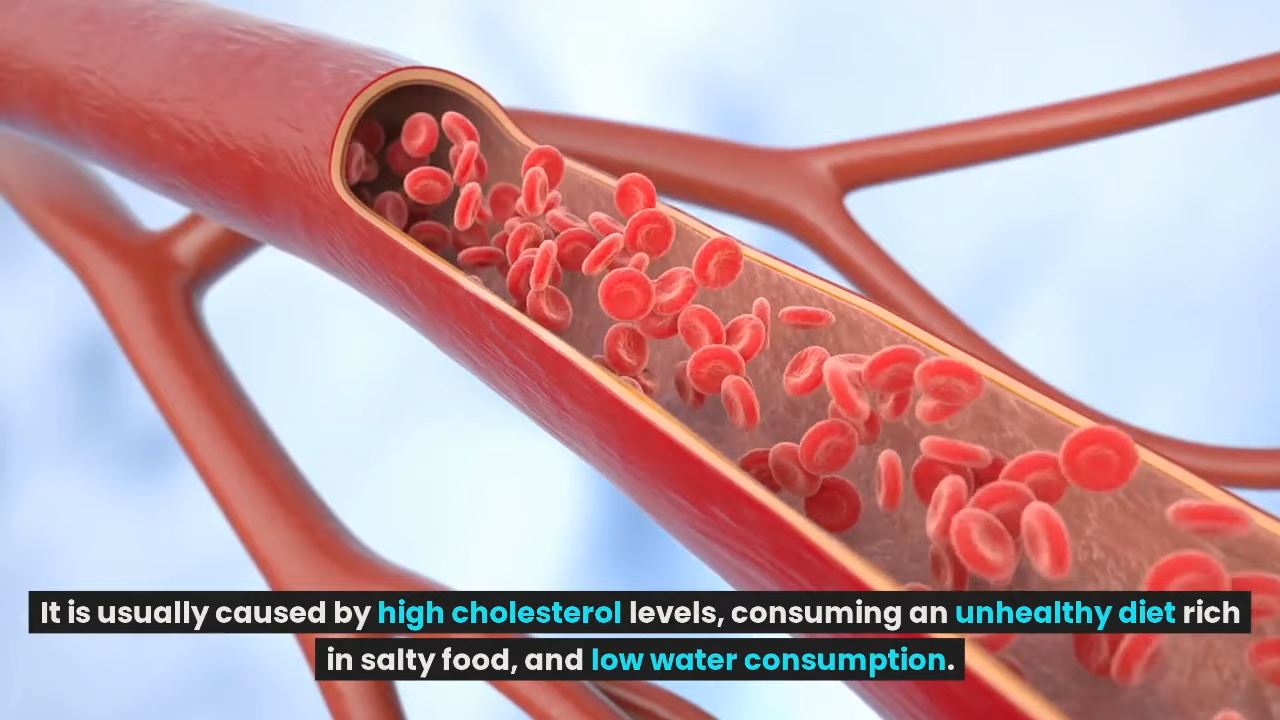 It is usually caused by high cholesterol levels, consuming an unhealthy diet rich
in salty food, and low water consumption.